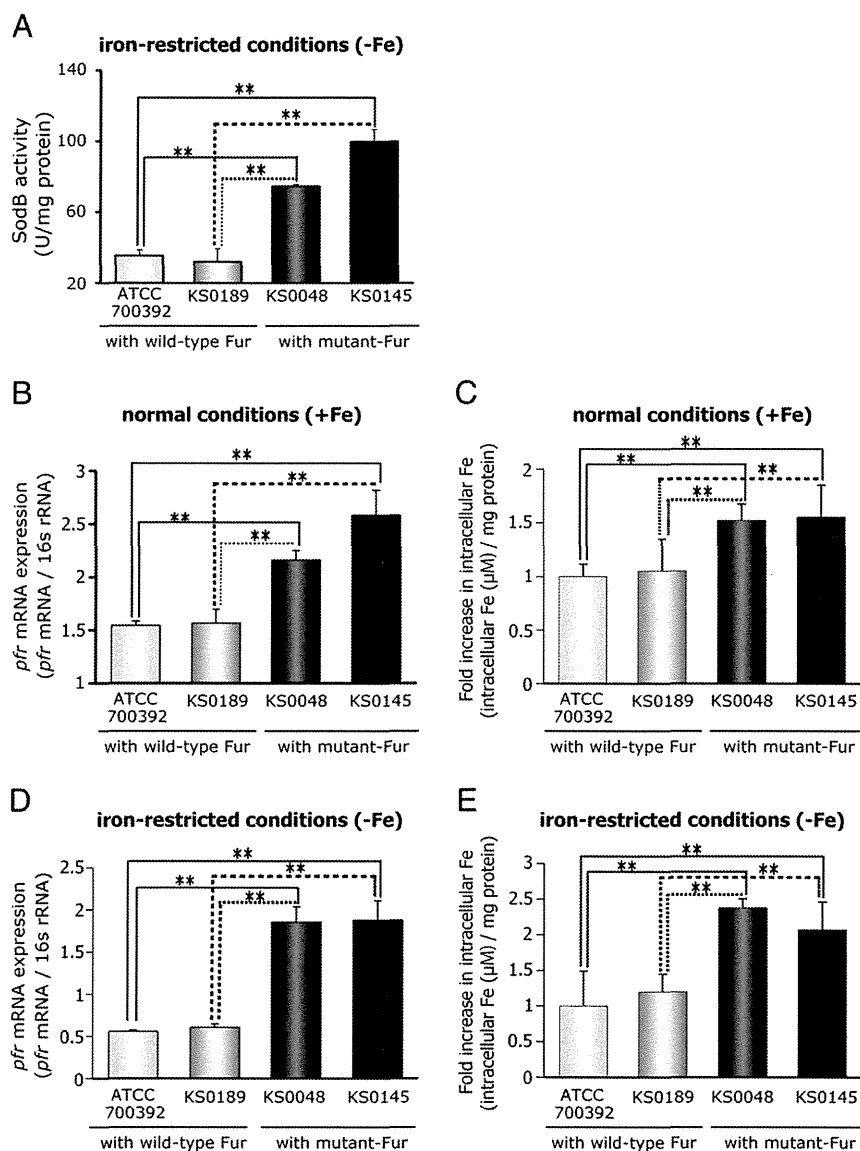 A
iron-restricted conditions (-Fe)
SodB activity
(U/mg protein)
140
100
60
20
**
**
**
**
ATCC
700392
KS0189
KS0048
KS0145
with wild-type Fur
with mutant-Fur
B
normal conditions (+Fe)
pfr mRNA expression
(pfr mRNA / 16s rRNA)
3
2.5
2
1.5
1
**
**
**
**
ATCC
700392
KS0189
KS0048
KS0145
with wild-type Fur
with mutant-Fur
C
normal conditions (+Fe)
Fold increase in intracellular Fe
(intracellular Fe (µM) / mg protein)
2
1.5
1
0.5
0
**
**
**
**
ATCC
700392
KS0189
KS0048
KS0145
with wild-type Fur
with mutant-Fur
D
iron-restricted conditions (-Fe)
pfr mRNA expression
(pfr mRNA / 16s rRNA)
2.5
2
1.5
1
0.5
0
**
**
**
**
ATCC
700392
KS0189
KS0048
KS0145
with wild-type Fur
with mutant-Fur
E
iron-restricted conditions (-Fe)
Fold increase in intracellular Fe
(intracellular Fe (µM) / mg protein)
3
2.5
2
1.5
1
0.5
0
**
**
**
**
ATCC
700392
KS0189
KS0048
KS0145
with wild-type Fur
with mutant-Fur